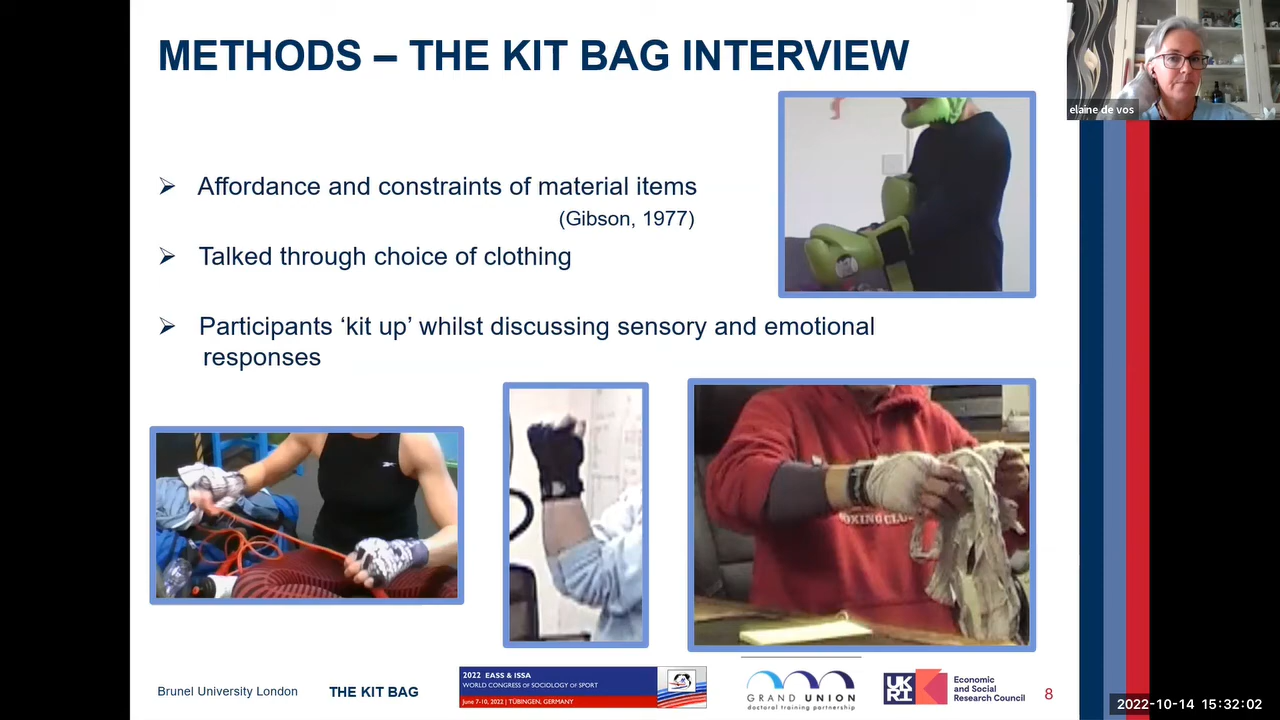 METHODS – THE KIT BAG INTERVIEW
elaine de vos
➢ Affordance and constraints of material items
(Gibson, 1977)
➢ Talked through choice of clothing
➢ Participants ‘kit up’ whilst discussing sensory and emotional
responses
BOXING CLUB
Brunel University London
THE KIT BAG
2022 EASS & ISSA
WORLD CONGRESS OF SOCIOLOGY OF SPORT
June 7-10, 2022 | TÜBINGEN, GERMANY
GRAND UNION
doctoral training partnership
UKRI
Economic
and Social
Research Council
8
2022-10-14 15:32:02